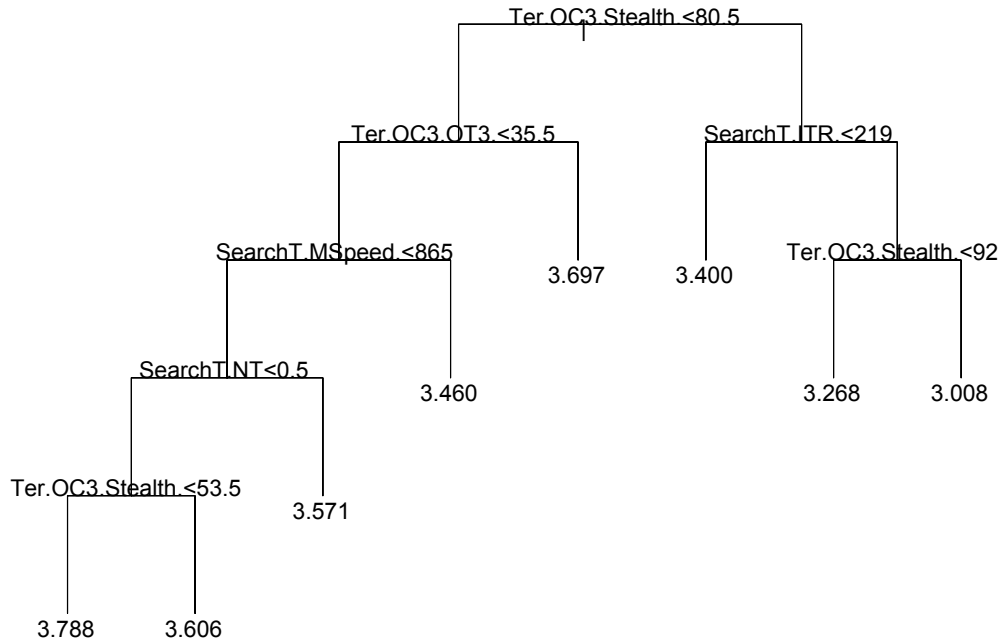 Ter.OC3.Stealth.<80.5
Ter.OC3.OT3.<35.5
SearchT.ITR.<219
SearchT.MSpeed.<865
3.697
3.400
Ter.OC3.Stealth.<92
SearchT.NT<0.5
3.460
3.268
3.008
Ter.OC3.Stealth.<53.5
3.571
3.788
3.606